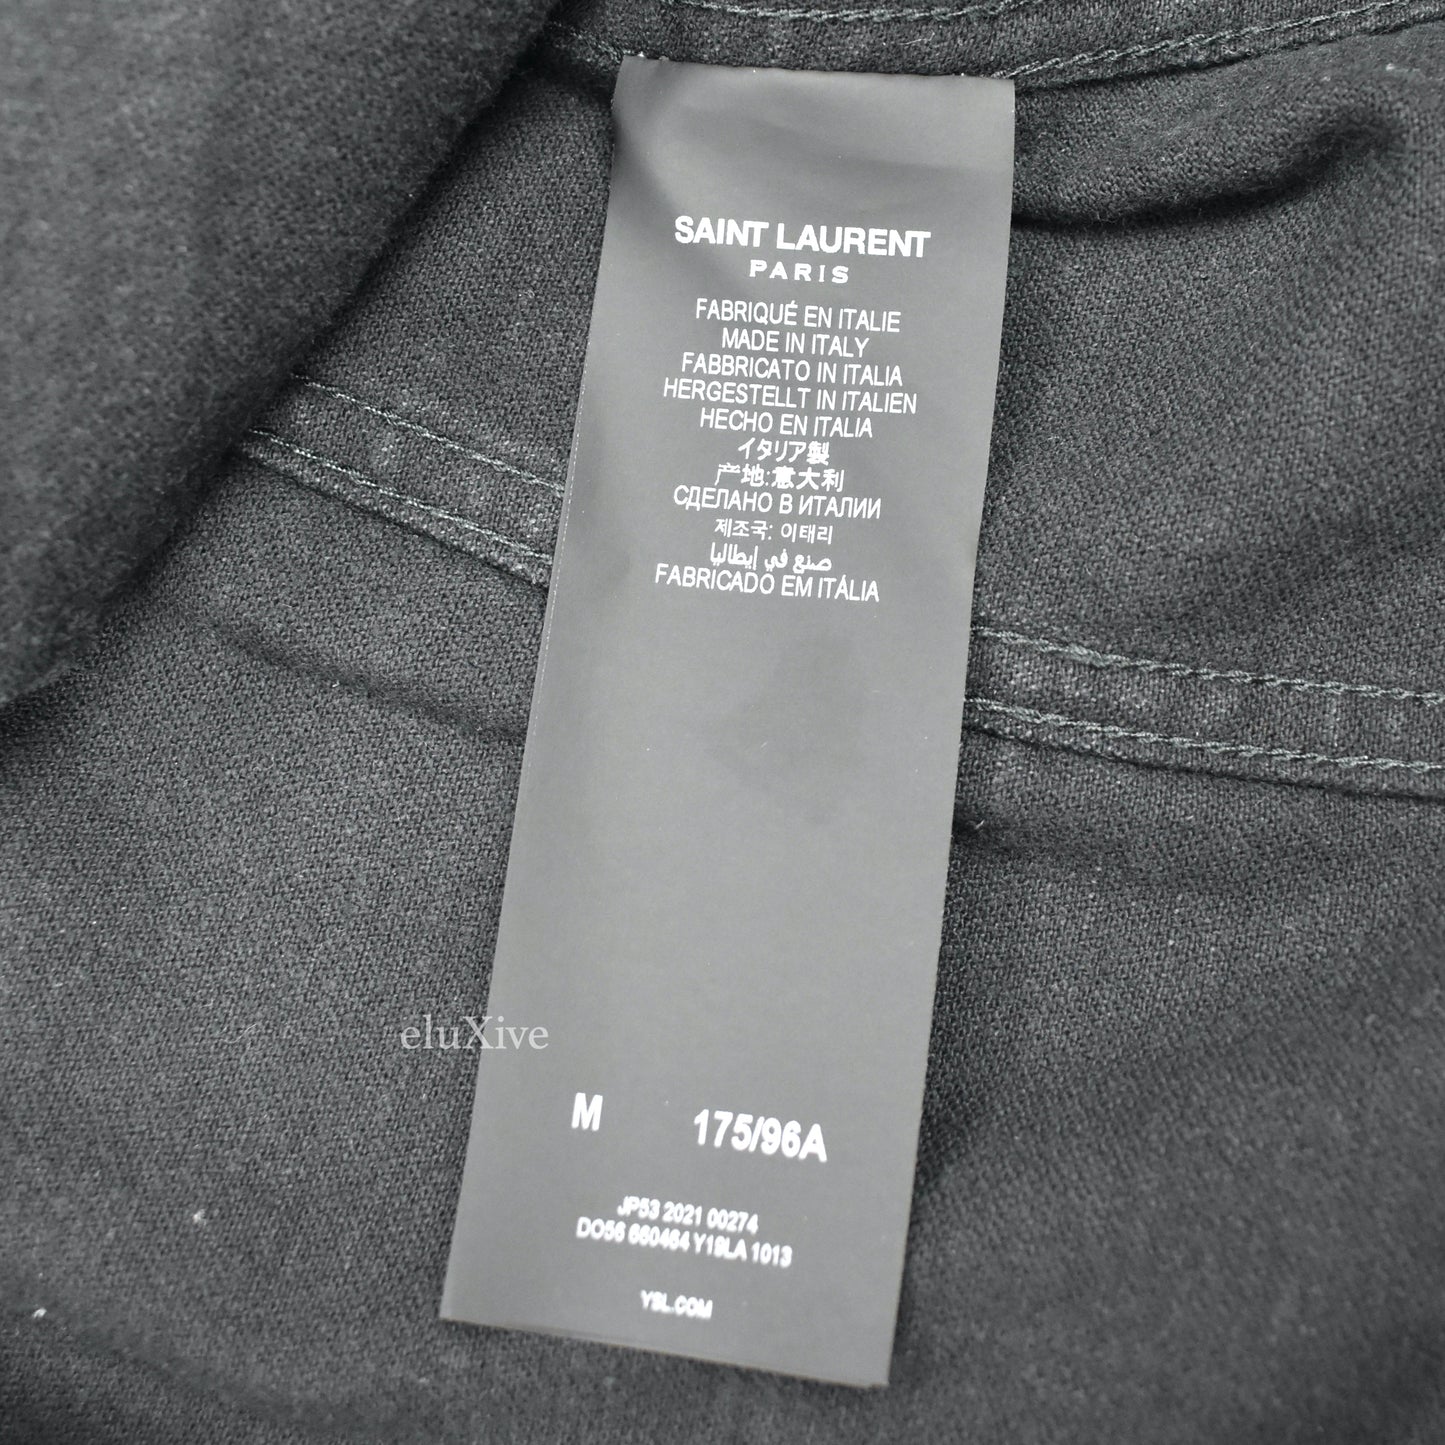 SAINT LAURENT
PARIS
FABRIQUÉ EN ITALIE
MADE IN ITALY
FABBRICATO IN ITALIA
HERGESTELLT IN ITALIEN
HECHO EN ITALIA
イタリア製
产地:意大利
СДЕЛАНО В ИТАЛИИ
제조국: 이태리
صنع في إيطاليا
FABRICADO EM ITÁLIA
eluXive
M 175/96A
JP53 2021 00274
DO56 660464 Y19LA 1013
YSL.COM